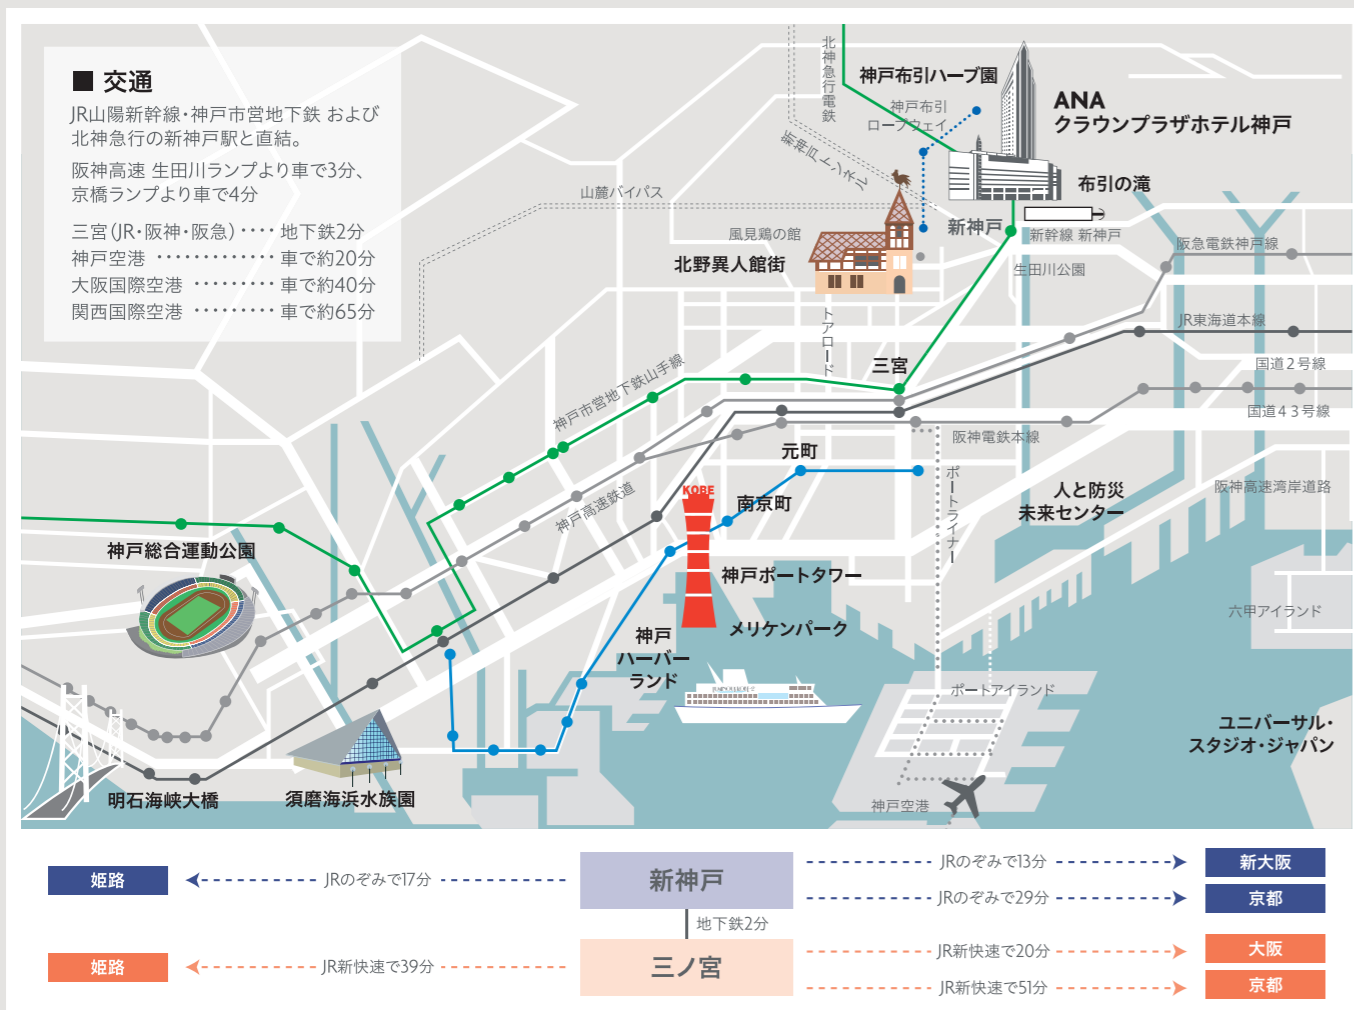 ■ 交通
JR山陽新幹線・神戸市営地下鉄 および
北神急行の新神戸駅と直結。
阪神高速 生田川ランプより車で3分、
京橋ランプより車で4分
三宮（JR・阪神・阪急）‥‥ 地下鉄2分
神戸空港 ‥‥‥‥‥‥‥ 車で約20分
大阪国際空港 ‥‥‥‥‥ 車で約40分
関西国際空港 ‥‥‥‥‥ 車で約65分
北神急行電鉄
神戸布引ハーブ園
神戸布引
ロープウェイ
新神戸トンネル
ANA
クラウンプラザホテル神戸
布引の滝
山麓バイパス
風見鶏の館
北野異人館街
新神戸
新幹線 新神戸
生田川公園
阪急電鉄神戸線
JR東海道本線
国道2号線
国道43号線
トアロード
三宮
神戸市営地下鉄山手線
阪神電鉄本線
元町
KOBE
南京町
神戸高速鉄道
ポートライナー
人と防災
未来センター
阪神高速湾岸道路
神戸総合運動公園
神戸ポートタワー
メリケンパーク
神戸
ハーバー
ランド
六甲アイランド
ポートアイランド
ユニバーサル・
スタジオ・ジャパン
神戸空港
明石海峡大橋
須磨海浜水族園
姫路
JRのぞみで17分
新神戸
JRのぞみで13分
新大阪
JRのぞみで29分
京都
地下鉄2分
姫路
JR新快速で39分
三ノ宮
JR新快速で20分
大阪
JR新快速で51分
京都